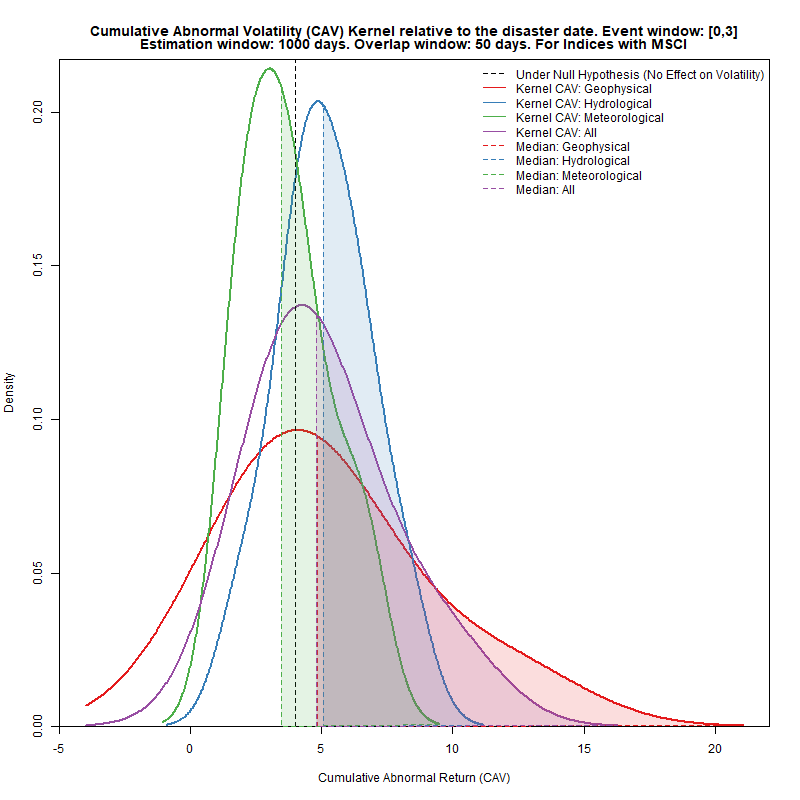 Cumulative Abnormal Volatility (CAV) Kernel relative to the disaster date. Event window: [0,3]
Estimation window: 1000 days. Overlap window: 50 days. For Indices with MSCI
Under Null Hypothesis (No Effect on Volatility)
Kernel CAV: Geophysical
Kernel CAV: Hydrological
Kernel CAV: Meteorological
Kernel CAV: All
Median: Geophysical
Median: Hydrological
Median: Meteorological
Median: All
Density
0.20
0.15
0.10
0.05
0.00
-5 0 5 10 15 20
Cumulative Abnormal Return (CAV)